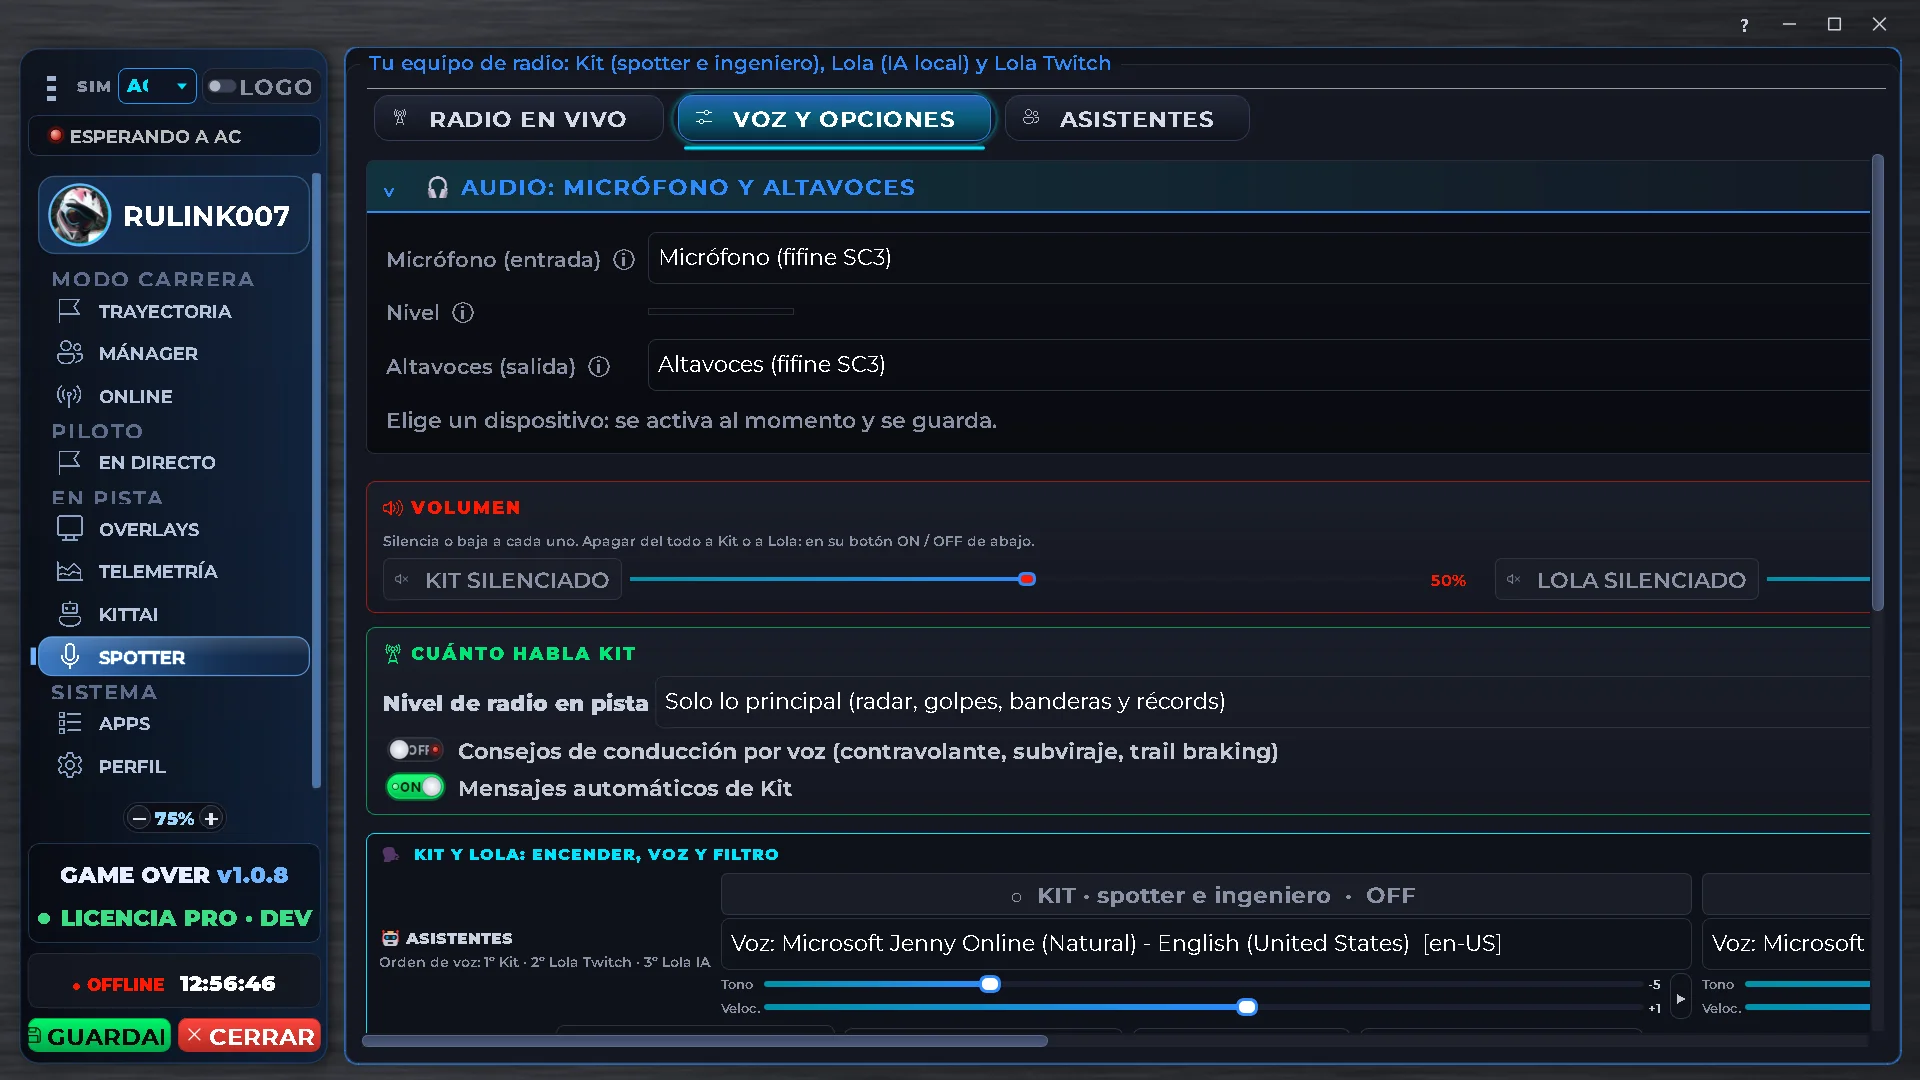 ?
SIM
AC
LOGO
ESPERANDO A AC
RULINK007
MODO CARRERA
TRAYECTORIA
MÁNAGER
ONLINE
PILOTO
EN DIRECTO
EN PISTA
OVERLAYS
TELEMETRÍA
KITTAI
SPOTTER
SISTEMA
APPS
PERFIL
75%
GAME OVER v1.0.8
LICENCIA PRO · DEV
OFFLINE 12:56:46
GUARDAI
CERRAR
Tu equipo de radio: Kit (spotter e ingeniero), Lola (IA local) y Lola Twitch
RADIO EN VIVO
VOZ Y OPCIONES
ASISTENTES
v AUDIO: MICRÓFONO Y ALTAVOCES
Micrófono (entrada)
Micrófono (fifine SC3)
Nivel
Altavoces (salida)
Altavoces (fifine SC3)
Elige un dispositivo: se activa al momento y se guarda.
VOLUMEN
Silencia o baja a cada uno. Apagar del todo a Kit o a Lola: en su botón ON / OFF de abajo.
KIT SILENCIADO
50%
LOLA SILENCIADO
CUÁNTO HABLA KIT
Nivel de radio en pista
Solo lo principal (radar, golpes, banderas y récords)
OFF Consejos de conducción por voz (contravolante, subviraje, trail braking)
ON Mensajes automáticos de Kit
KIT Y LOLA: ENCENDER, VOZ Y FILTRO
KIT · spotter e ingeniero · OFF
ASISTENTES
Orden de voz: 1º Kit · 2º Lola Twitch · 3º Lola IA
Voz: Microsoft Jenny Online (Natural) - English (United States) [en-US]
Voz: Microsoft
Tono -5
Tono
Veloc. +1
Veloc.